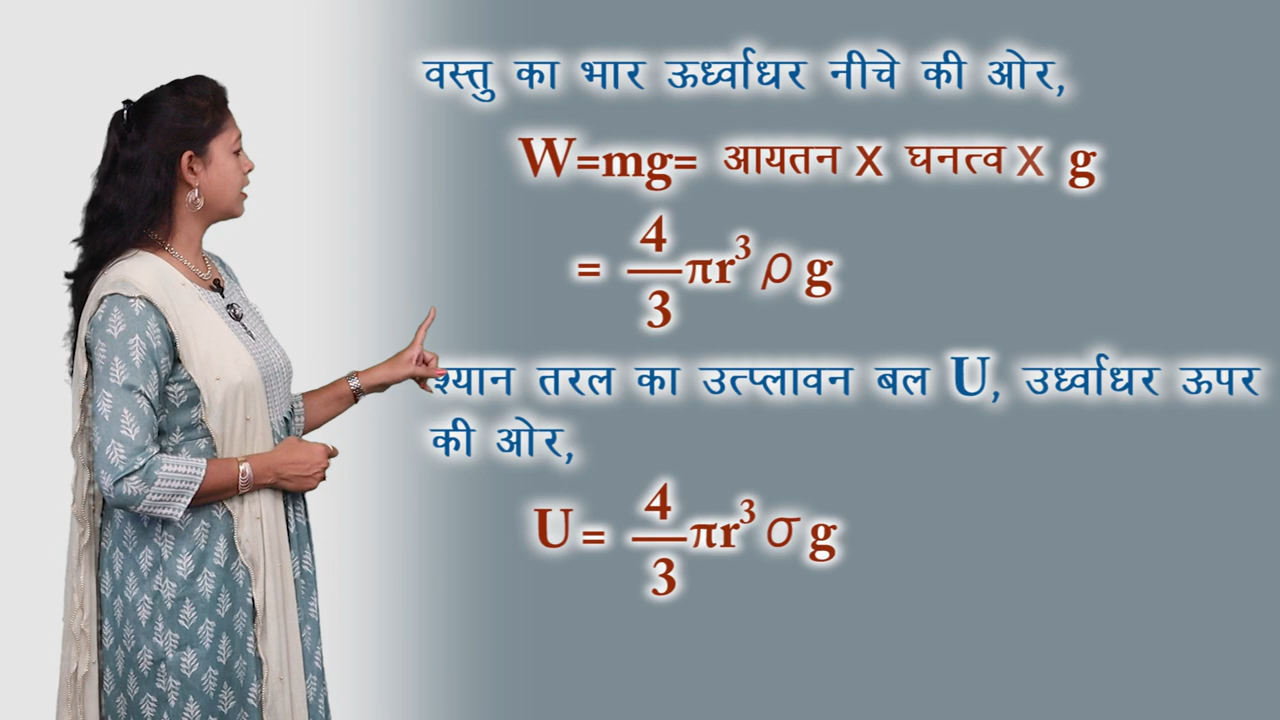 वस्तु का भार ऊर्ध्वाधर नीचे की ओर,
W=mg= आयतन X घनत्व X g
= 4/3 πr³ ρ g
श्यान तरल का उत्प्लावन बल U, उर्ध्वाधर ऊपर
की ओर,
U= 4/3 πr³ σ g